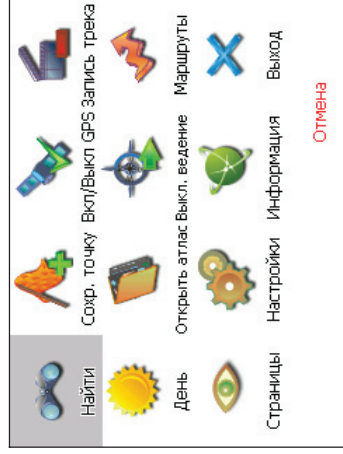 Найти Сохр. точку Вкл/Выкл GPS Запись трека
День Открыть атлас Выкл. ведение Маршруты
Страницы Настройки Информация Выход
Отмена